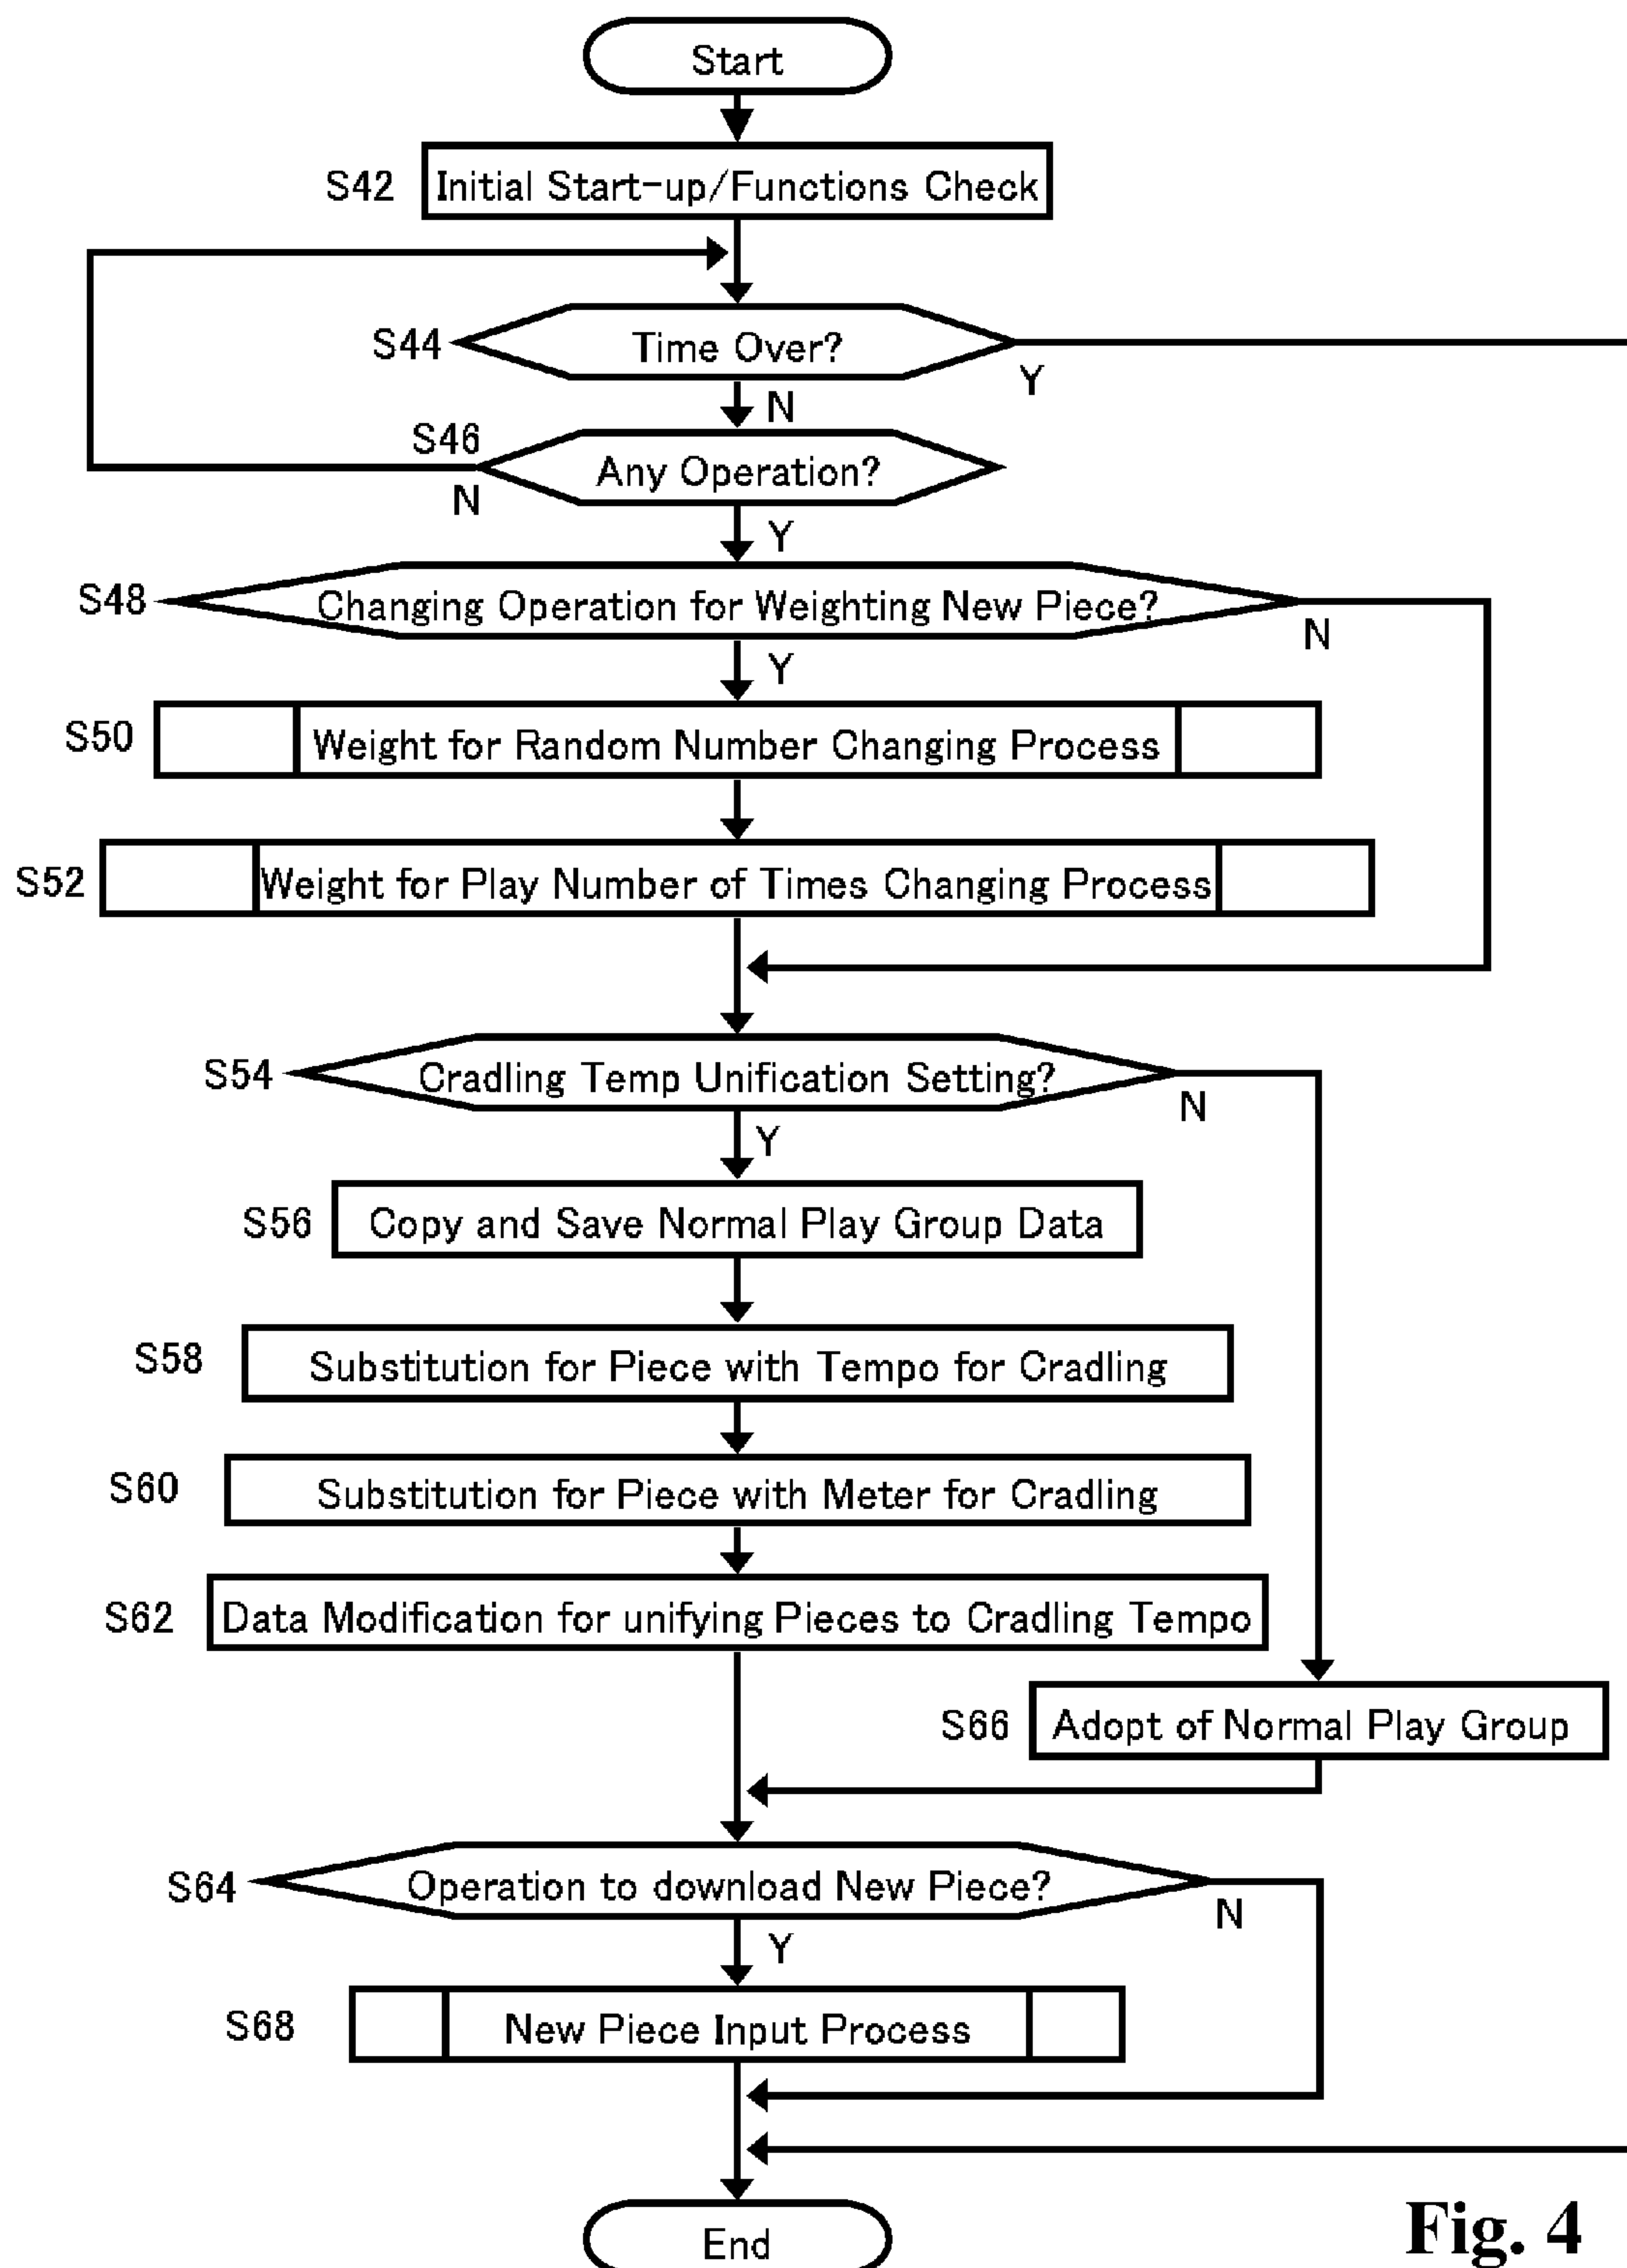 Start
S42 Initial Start-up/Functions Check
S44 Time Over?
Y
N
S46 Any Operation?
N
Y
S48 Changing Operation for Weighting New Piece?
N
Y
S50 Weight for Random Number Changing Process
S52 Weight for Play Number of Times Changing Process
S54 Cradling Temp Unification Setting?
N
Y
S56 Copy and Save Normal Play Group Data
S58 Substitution for Piece with Tempo for Cradling
S60 Substitution for Piece with Meter for Cradling
S62 Data Modification for unifying Pieces to Cradling Tempo
S66 Adopt of Normal Play Group
S64 Operation to download New Piece?
N
Y
S68 New Piece Input Process
End
Fig. 4